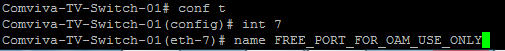 Comviva-TV-Switch-01# conf t
Comviva-TV-Switch-01(config)# int 7
Comviva-TV-Switch-01(eth-7)# name FREE_PORT_FOR_OAM_USE_ONLY